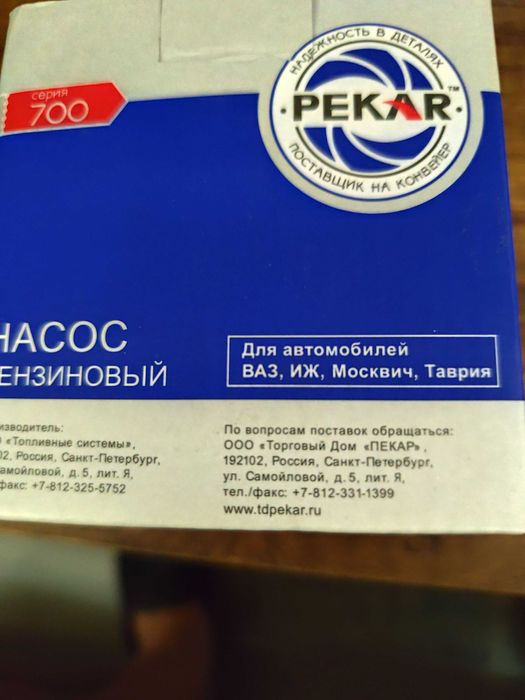 серия
700
НАДЕЖНОСТЬ В ДЕТАЛЯХ
PEKAR™
ПОСТАВЩИК НА КОНВЕЙЕР
НАСОС
ЕНЗИНОВЫЙ
Для автомобилей
ВАЗ, ИЖ, Москвич, Таврия
изводитель:
О «Топливные системы»,
02, Россия, Санкт-Петербург,
амойловой, д. 5, лит. Я,
факс: +7-812-325-5752
По вопросам поставок обращаться:
ООО «Торговый Дом «ПЕКАР» ,
192102, Россия, Санкт-Петербург,
ул. Самойловой, д. 5, лит. Я,
тел./факс: +7-812-331-1399
www.tdpekar.ru